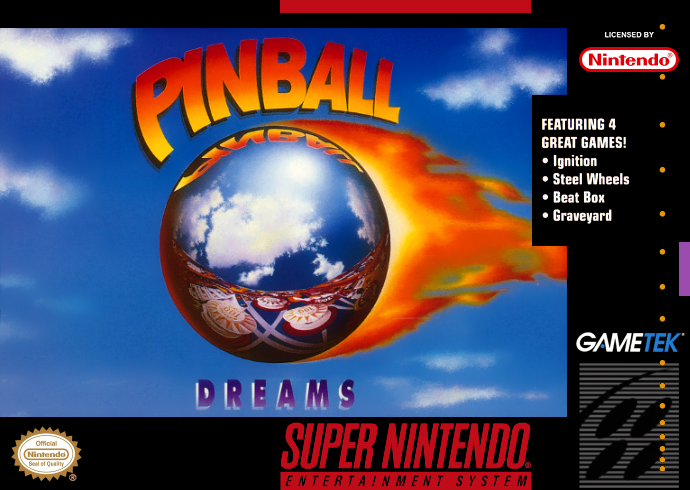 LICENSED BY
Nintendo®
PINBALL
PINBALL
DREAMS
FEATURING 4
GREAT GAMES!
• Ignition
• Steel Wheels
• Beat Box
• Graveyard
GAMETEK
Official
Nintendo
Seal of Quality
®
SUPER NINTENDO®
ENTERTAINMENT SYSTEM